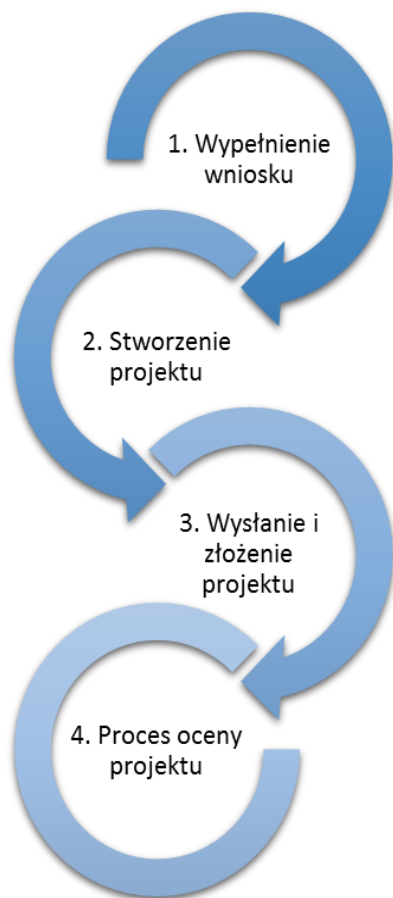 1. Wypełnienie
wniosku
2. Stworzenie
projektu
3. Wysłanie i
złożenie
projektu
4. Proces oceny
projektu